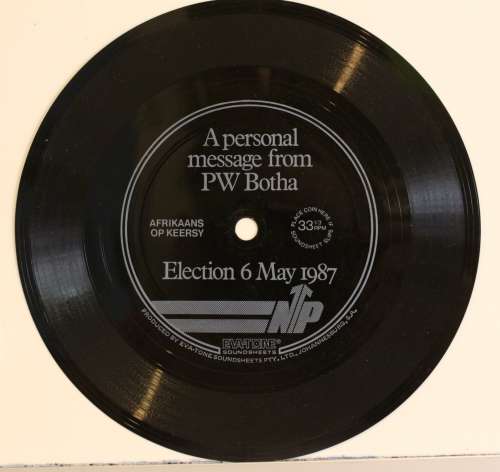 A personal
message from
PW Botha
AFRIKAANS
OP KEERSY
PLACE COIN HERE IF
SOUNDSHEET SLIPS
33 1/3
RPM
Election 6 May 1987
NP
EVA-TONE®
SOUNDSHEETS
PRODUCED BY EVA-TONE SOUNDSHEETS PTY., LTD., JOHANNESBURG, S.A.